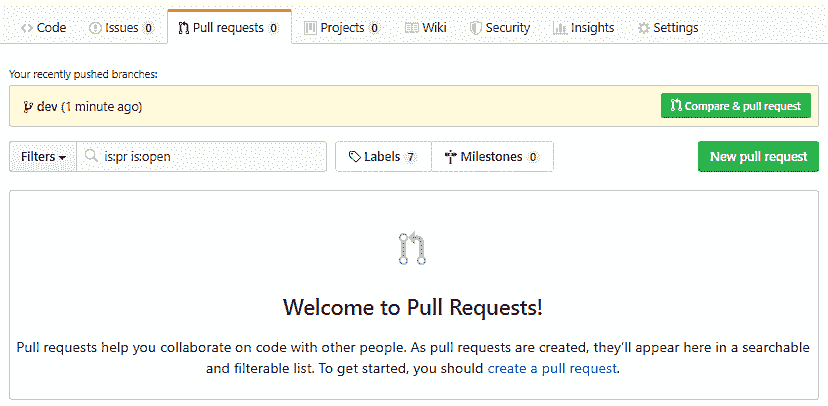 Code Issues 0 Pull requests 0 Projects 0 Wiki Security Insights Settings
Your recently pushed branches:
dev (1 minute ago) Compare & pull request
Filters is:pr is:open Labels 7 Milestones 0 New pull request
Welcome to Pull Requests!
Pull requests help you collaborate on code with other people. As pull requests are created, they'll appear here in a searchable
and filterable list. To get started, you should create a pull request.